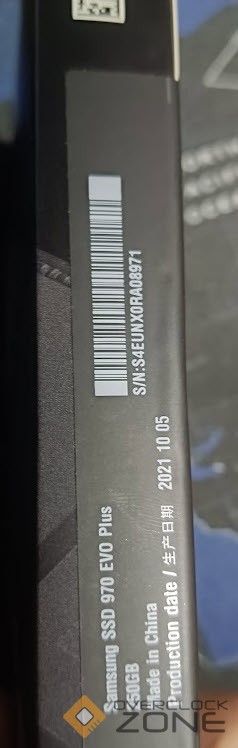 S/N:S4EUNX0RA08971
Samsung SSD 970 EVO Plus
250GB
Made in China
Production date / 生产日期 2021 10 05
OVERCLOCK
ZONE